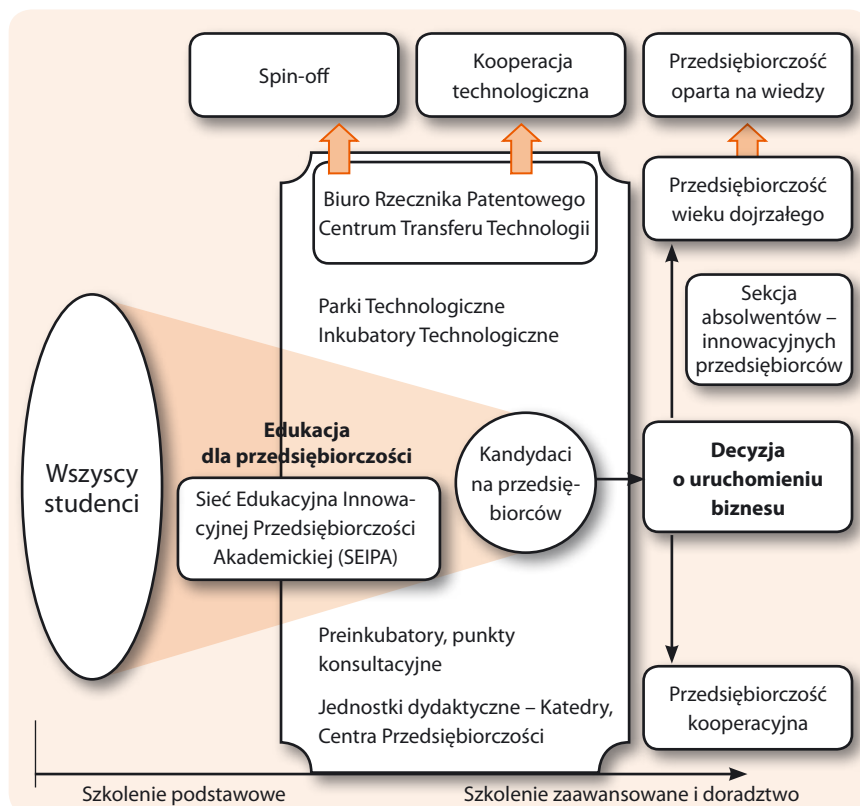 Spin-off
Kooperacja
technologiczna
Przedsiębiorczość
oparta na wiedzy
Biuro Rzecznika Patentowego
Centrum Transferu Technologii
Przedsiębiorczość
wieku dojrzałego
Parki Technologiczne
Inkubatory Technologiczne
Sekcja
absolwentów –
innowacyjnych
przedsiębiorców
Wszyscy
studenci
Edukacja
dla przedsiębiorczości
Sieć Edukacyjna Innowa-
cyjnej Przedsiębiorczości
Akademickiej (SEIPA)
Kandydaci
na przedsię-
biorców
Decyzja
o uruchomieniu
biznesu
Preinkubatory, punkty
konsultacyjne
Jednostki dydaktyczne – Katedry,
Centra Przedsiębiorczości
Przedsiębiorczość
kooperacyjna
Szkolenie podstawowe
Szkolenie zaawansowane i doradztwo